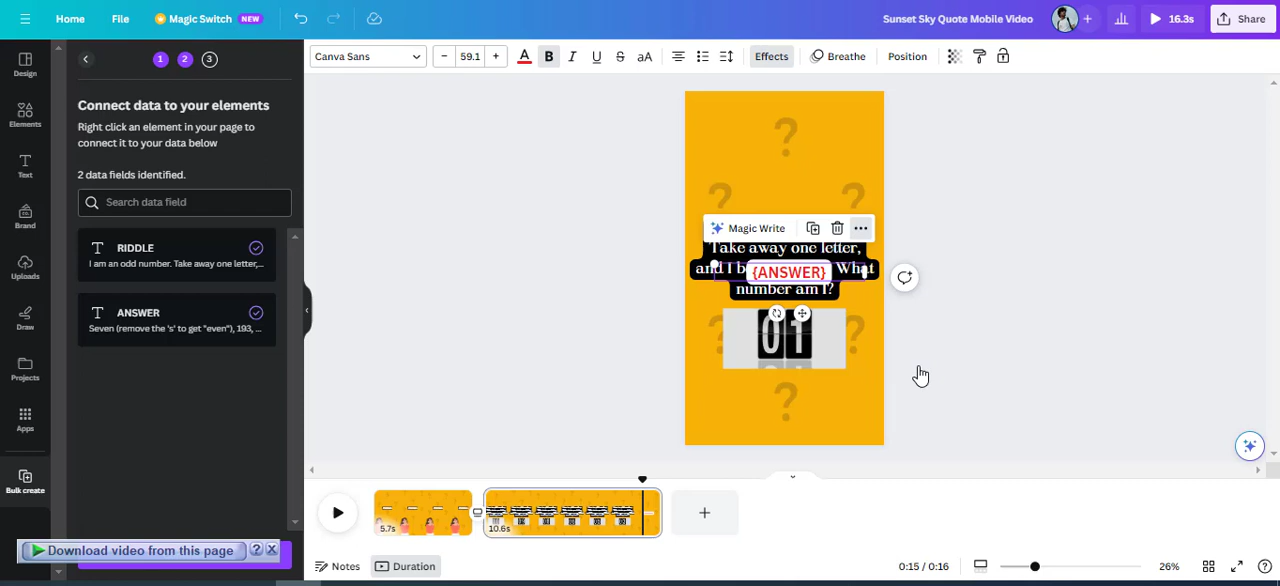 Home File Magic Switch NEW Sunset Sky Quote Mobile Video + 16.3s Share
Canva Sans − 59.1 + A B I U S aA Effects Breathe Position
Design
Elements
Text
Brand
Uploads
Draw
Projects
Apps
Bulk create
1 2 3
Connect data to your elements
Right click an element in your page to
connect it to your data below
2 data fields identified.
Search data field
T RIDDLE
I am an odd number. Take away one letter,...
T ANSWER
Seven (remove the 's' to get "even"), 193, ...
Download video from this page ? X
?
? ?
Magic Write ...
Take away one letter,
and I b {ANSWER} What
number am I?
? 01 ?
?
5.7s 10.6s +
Notes Duration 0:15 / 0:16 26% ?